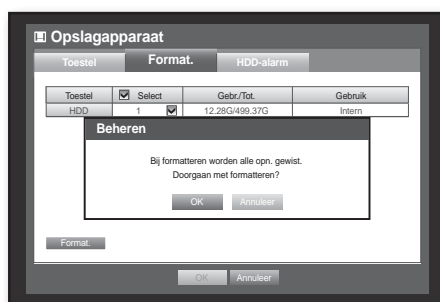 Opslagapparaat
Toestel Format. HDD-alarm
Toestel Select Gebr./Tot. Gebruik
HDD 1 12.28G/499.37G Intern
Beheren
Bij formatteren worden alle opn. gewist.
Doorgaan met formatteren?
OK Annuleer
Format.
OK Annuleer